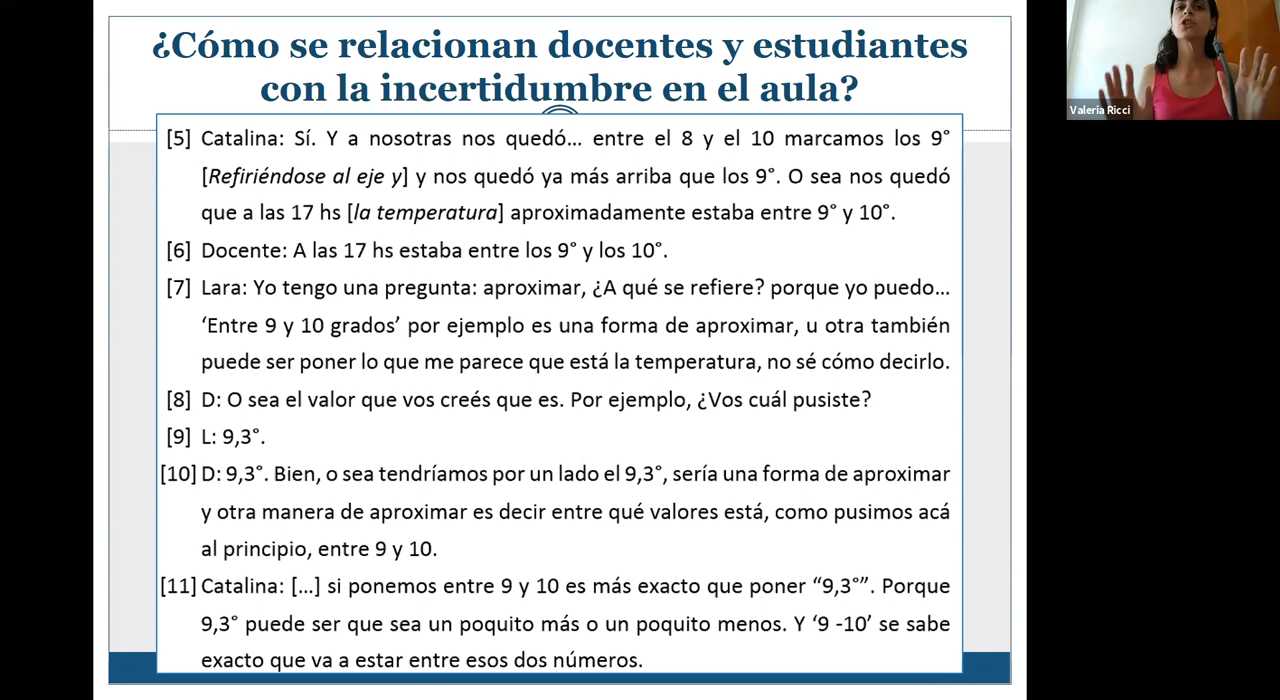 ¿Cómo se relacionan docentes y estudiantes
con la incertidumbre en el aula?
[5] Catalina: Sí. Y a nosotras nos quedó... entre el 8 y el 10 marcamos los 9°
[Refiriéndose al eje y] y nos quedó ya más arriba que los 9°. O sea nos quedó
que a las 17 hs [la temperatura] aproximadamente estaba entre 9° y 10°.
[6] Docente: A las 17 hs estaba entre los 9° y los 10°.
[7] Lara: Yo tengo una pregunta: aproximar, ¿A qué se refiere? porque yo puedo...
‘Entre 9 y 10 grados’ por ejemplo es una forma de aproximar, u otra también
puede ser poner lo que me parece que está la temperatura, no sé cómo decirlo.
[8] D: O sea el valor que vos creés que es. Por ejemplo, ¿Vos cuál pusiste?
[9] L: 9,3°.
[10] D: 9,3°. Bien, o sea tendríamos por un lado el 9,3°, sería una forma de aproximar
y otra manera de aproximar es decir entre qué valores está, como pusimos acá
al principio, entre 9 y 10.
[11] Catalina: [...] si ponemos entre 9 y 10 es más exacto que poner “9,3°”. Porque
9,3° puede ser que sea un poquito más o un poquito menos. Y ‘9 -10’ se sabe
exacto que va a estar entre esos dos números.
Valeria Ricci